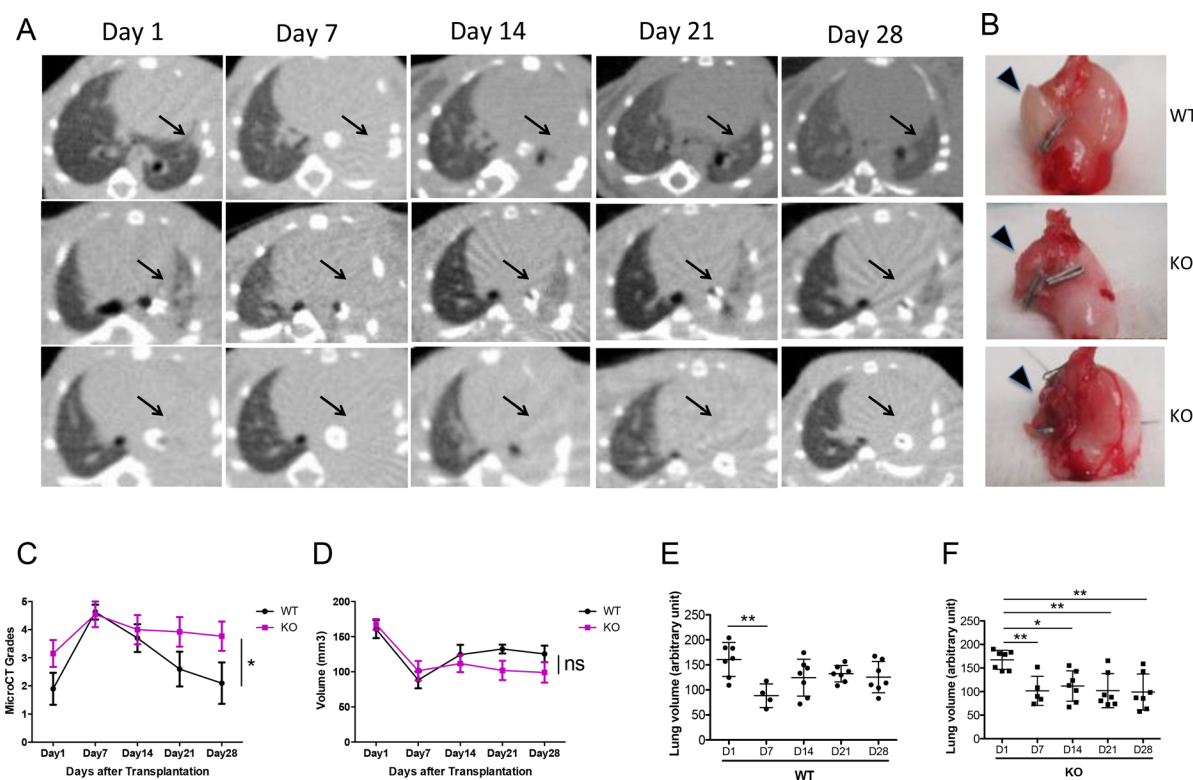 A
Day 1
Day 7
Day 14
Day 21
Day 28
B
WT
KO
KO
C
MicroCT Grades
5
4
3
2
1
0
Day1
Day7
Day14
Day21
Day28
Days after Transplantation
WT
KO
*
D
Volume (mm3)
200
150
100
50
0
Day1
Day7
Day14
Day21
Day28
Days after Transplantation
WT
KO
ns
E
Lung volume (arbitrary unit)
250
200
150
100
50
0
**
D1
D7
D14
D21
D28
WT
F
Lung volume (arbitrary unit)
250
200
150
100
50
0
**
**
*
**
D1
D7
D14
D21
D28
KO